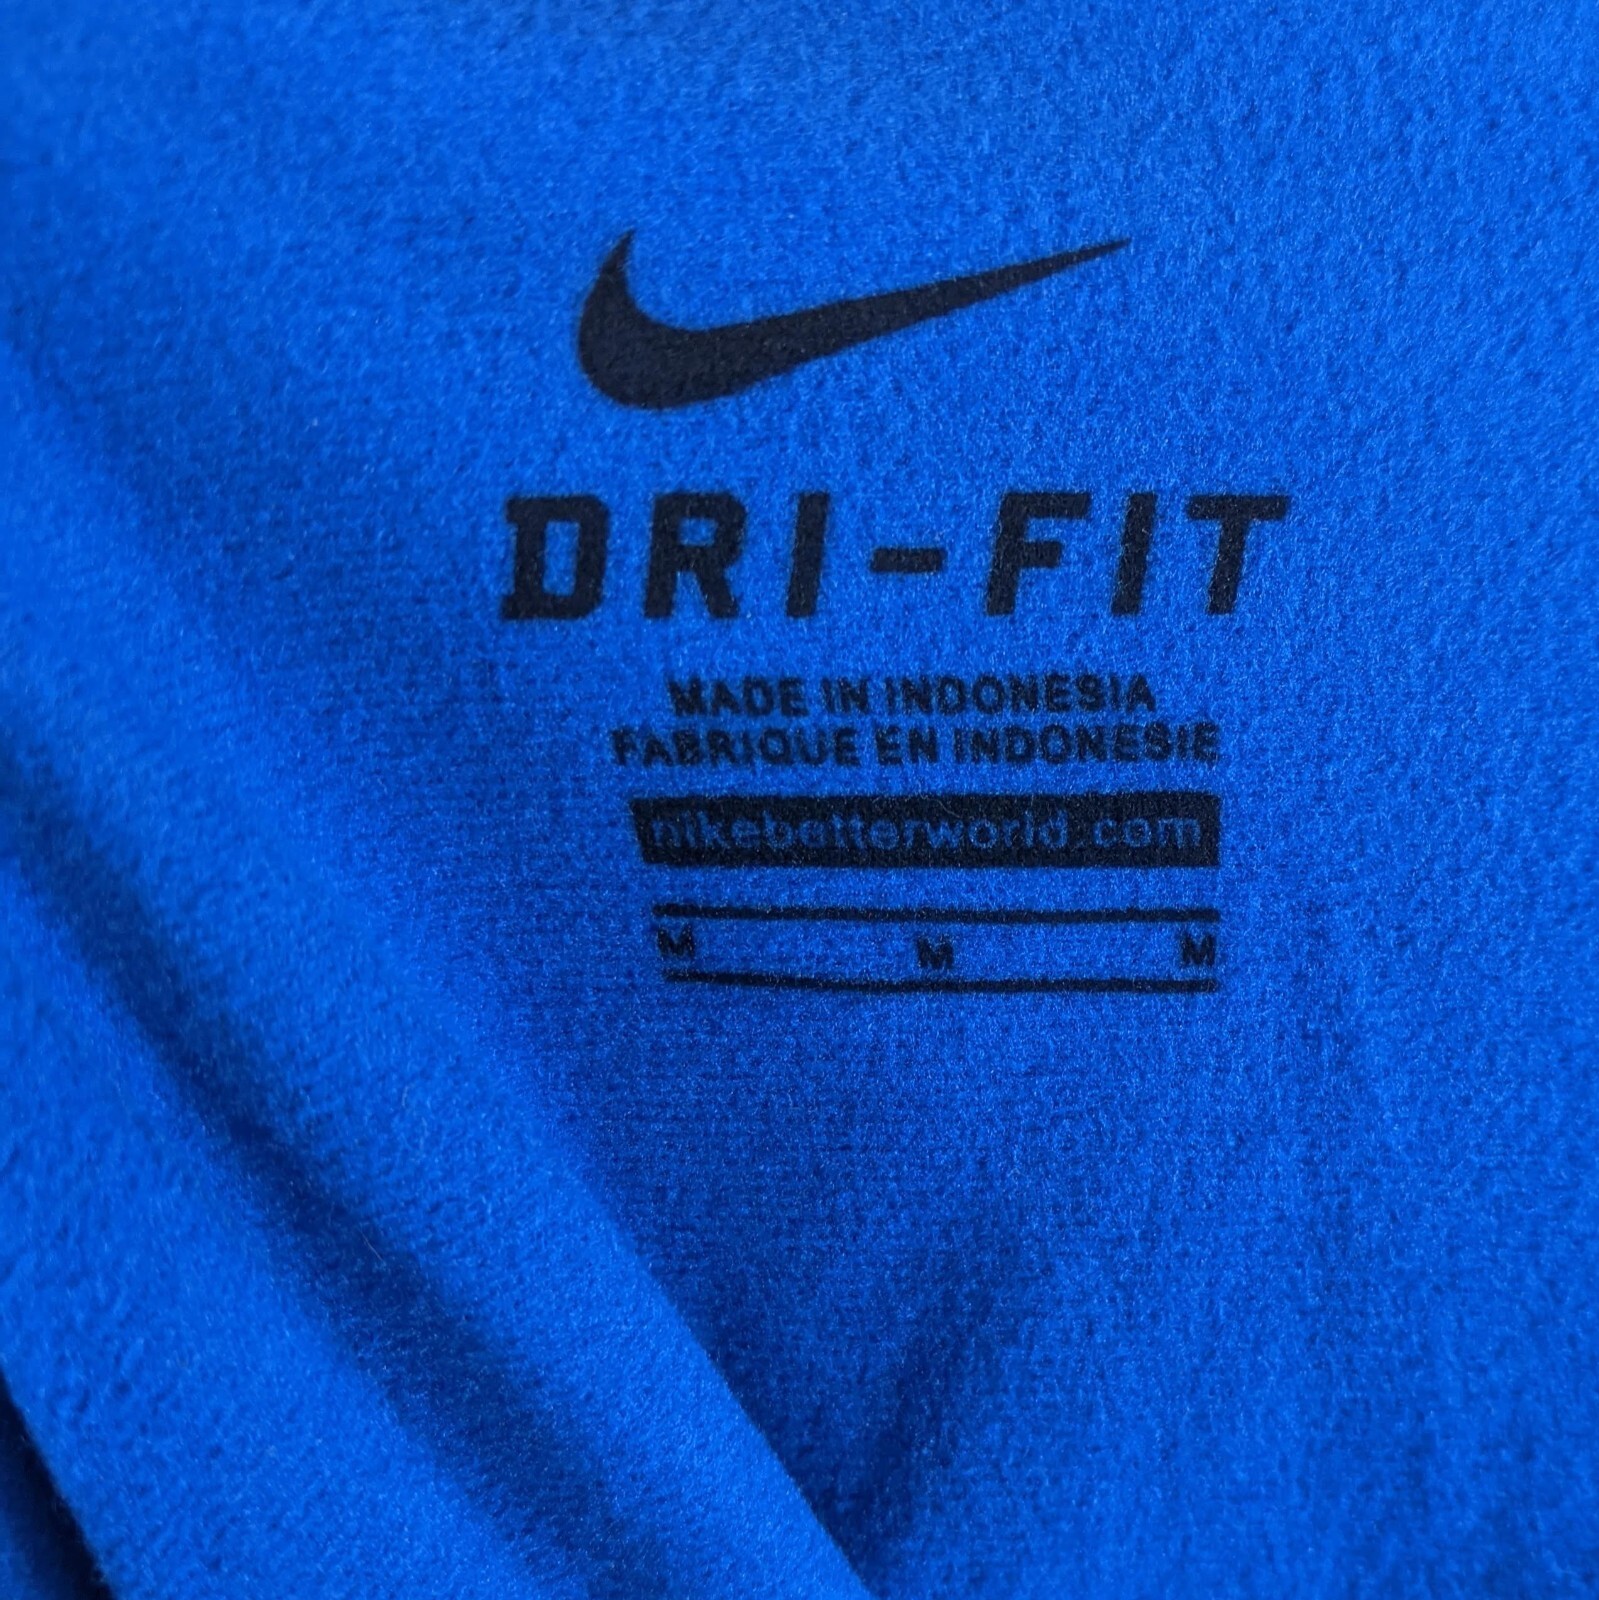 DRI-FIT
MADE IN INDONESIA
FABRIQUE EN INDONESIE
nikebetterworld.com
M M M